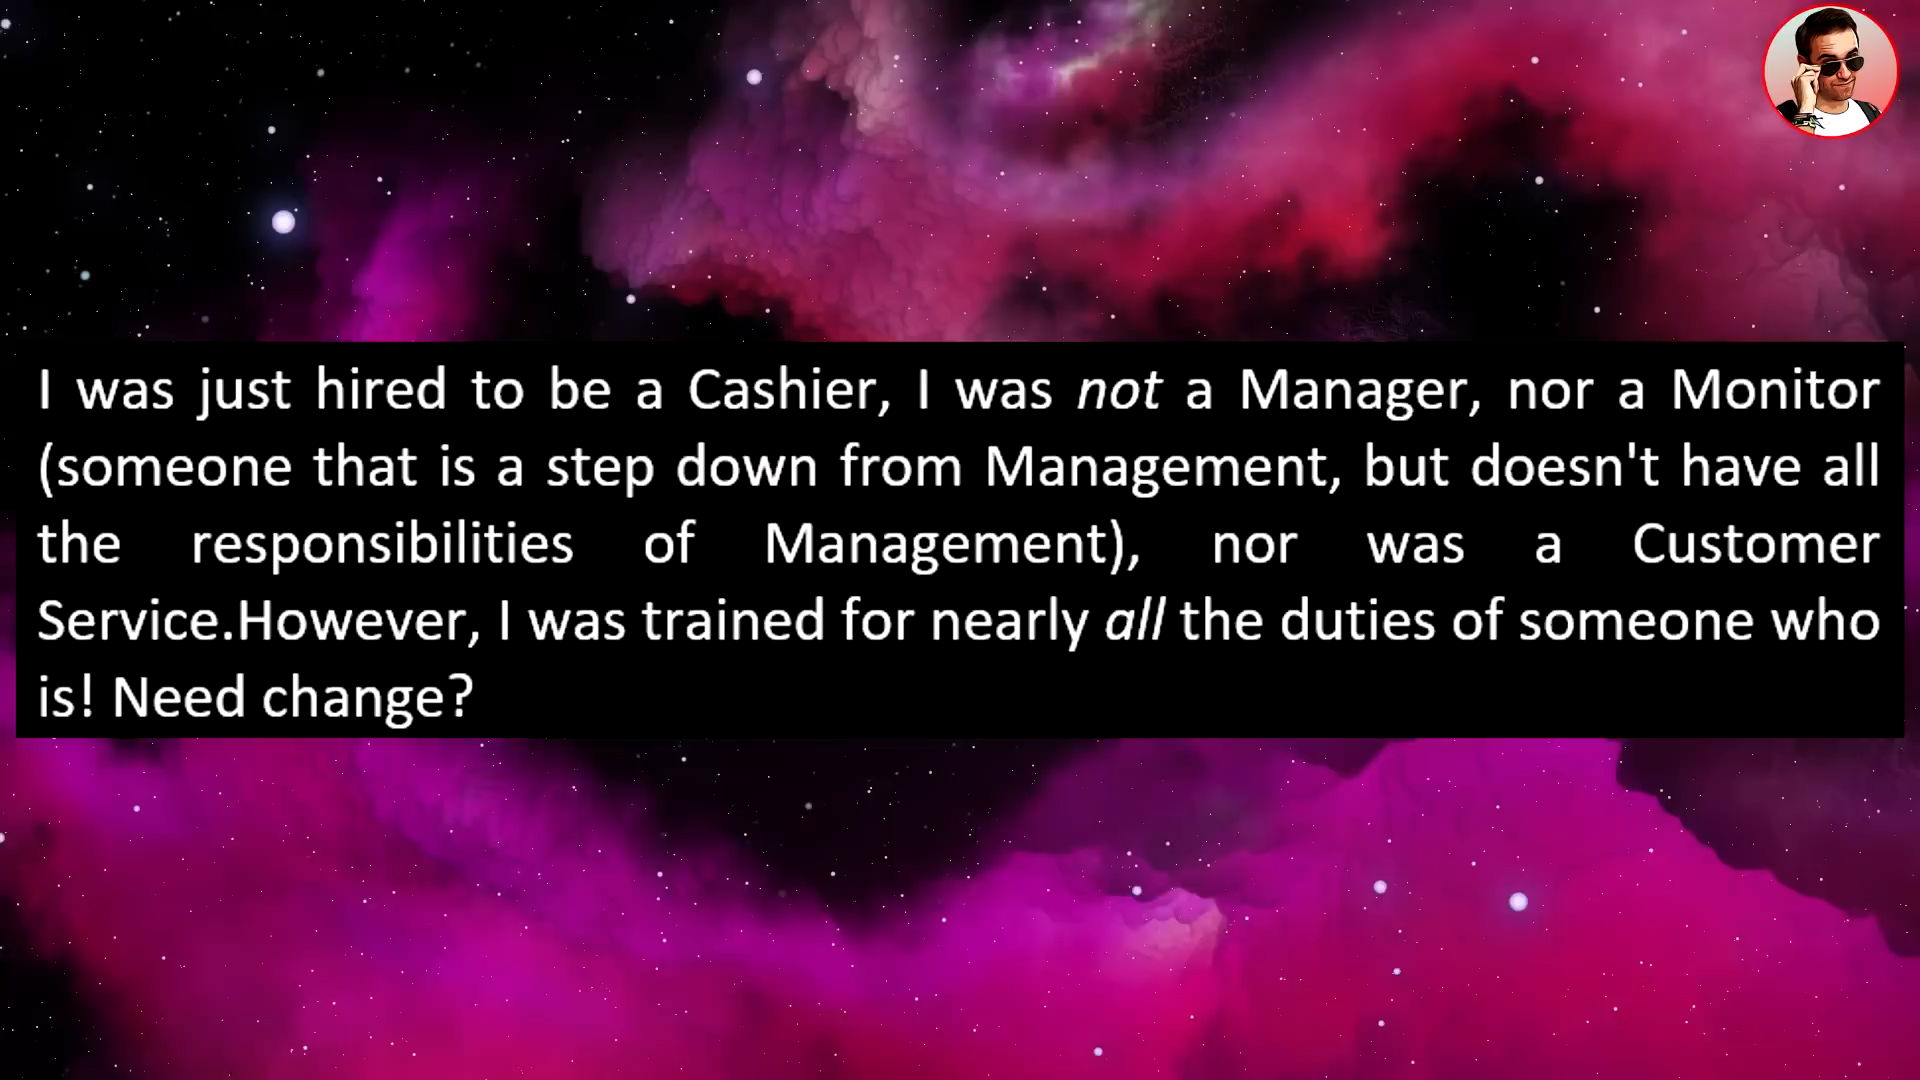 I was just hired to be a Cashier, I was not a Manager, nor a Monitor
(someone that is a step down from Management, but doesn't have all
the responsibilities of Management), nor was a Customer
Service.However, I was trained for nearly all the duties of someone who
is! Need change?